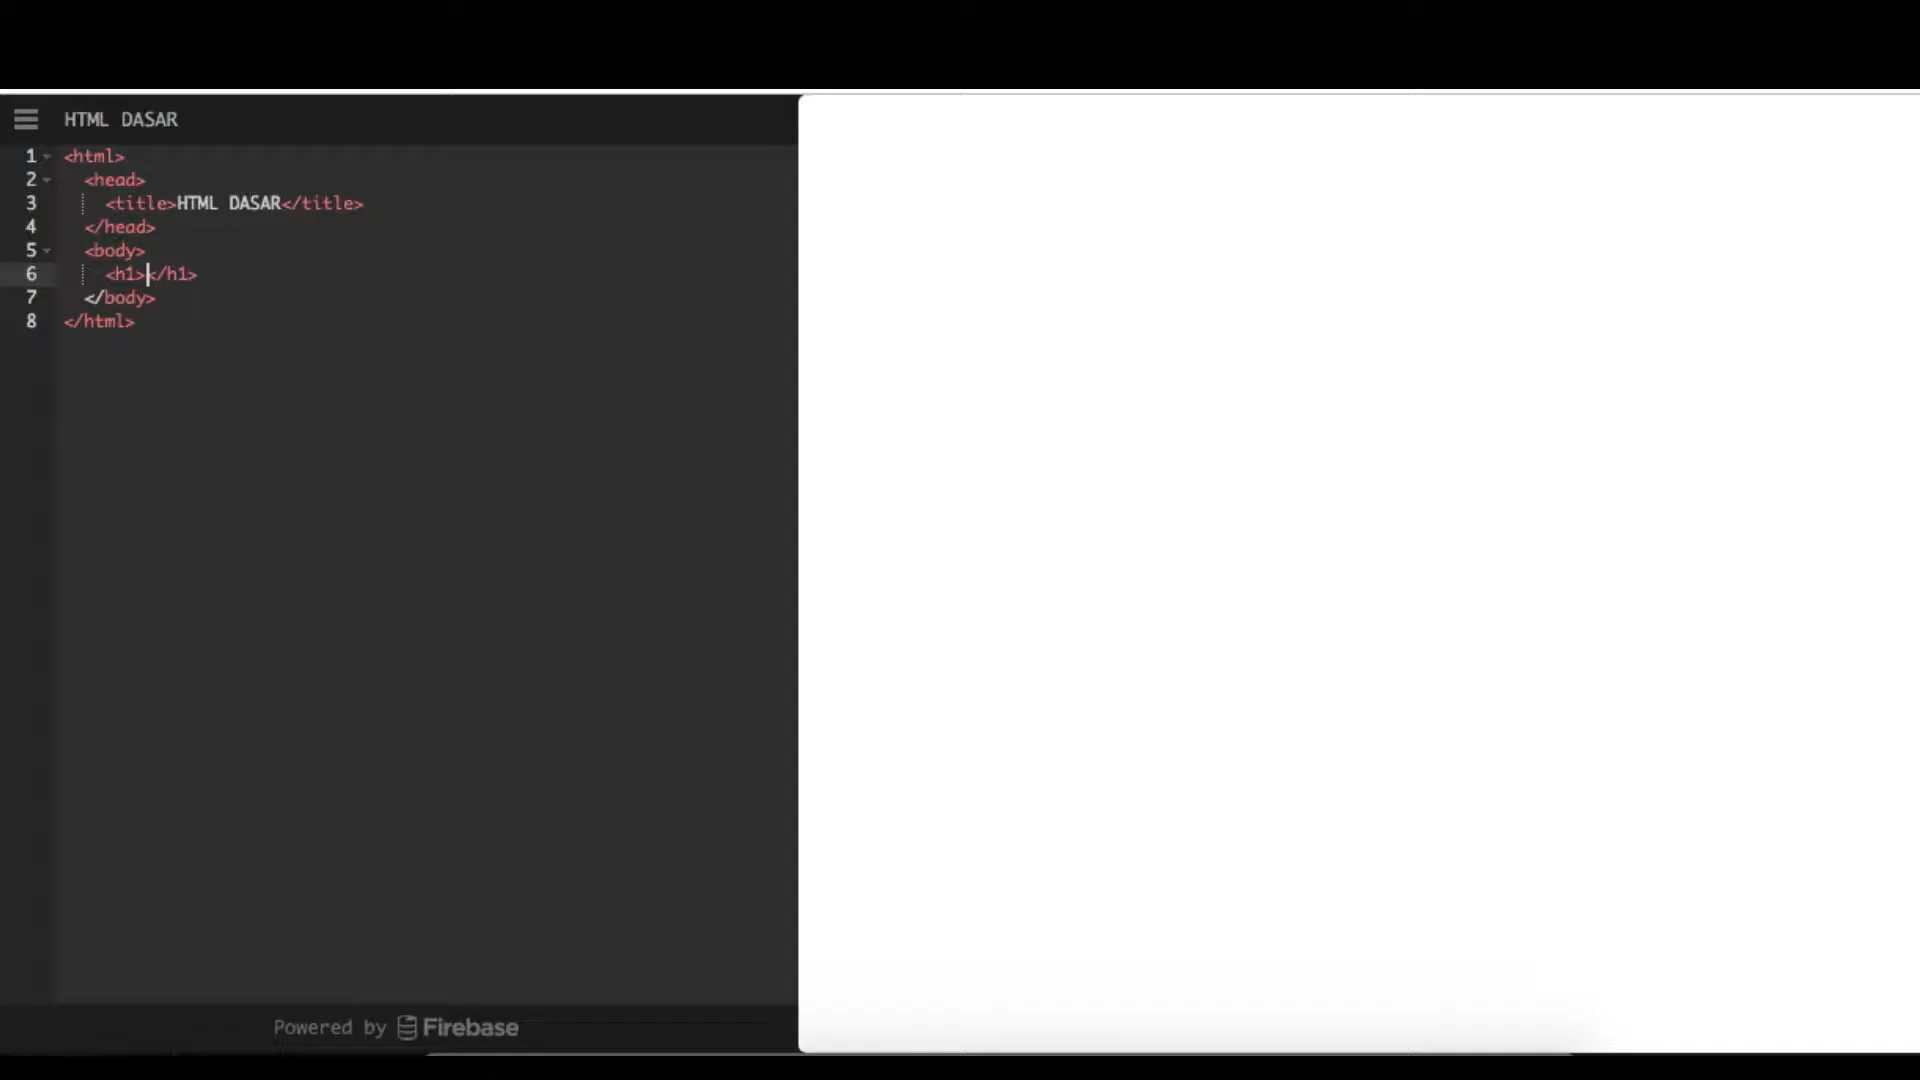 HTML DASAR
1 <html>
2 <head>
3 <title>HTML DASAR</title>
4 </head>
5 <body>
6 <h1></h1>
7 </body>
8 </html>
Powered by Firebase